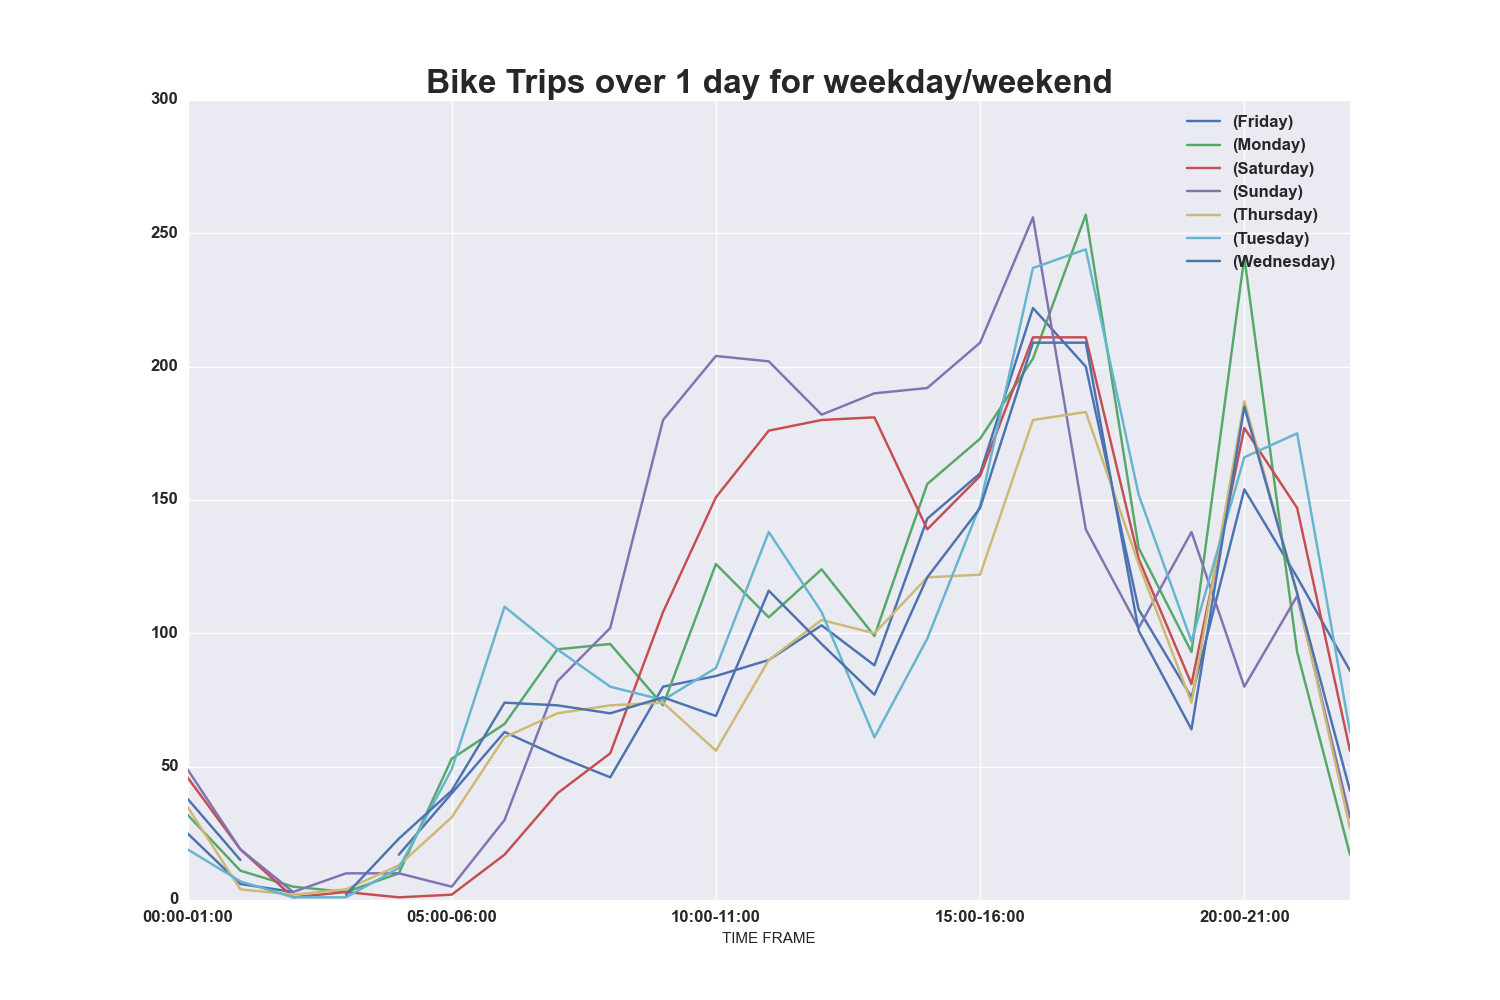 Bike Trips over 1 day for weekday/weekend
300
250
200
150
100
50
0
(Friday)
(Monday)
(Saturday)
(Sunday)
(Thursday)
(Tuesday)
(Wednesday)
00:00-01:00 05:00-06:00 10:00-11:00 15:00-16:00 20:00-21:00
TIME FRAME